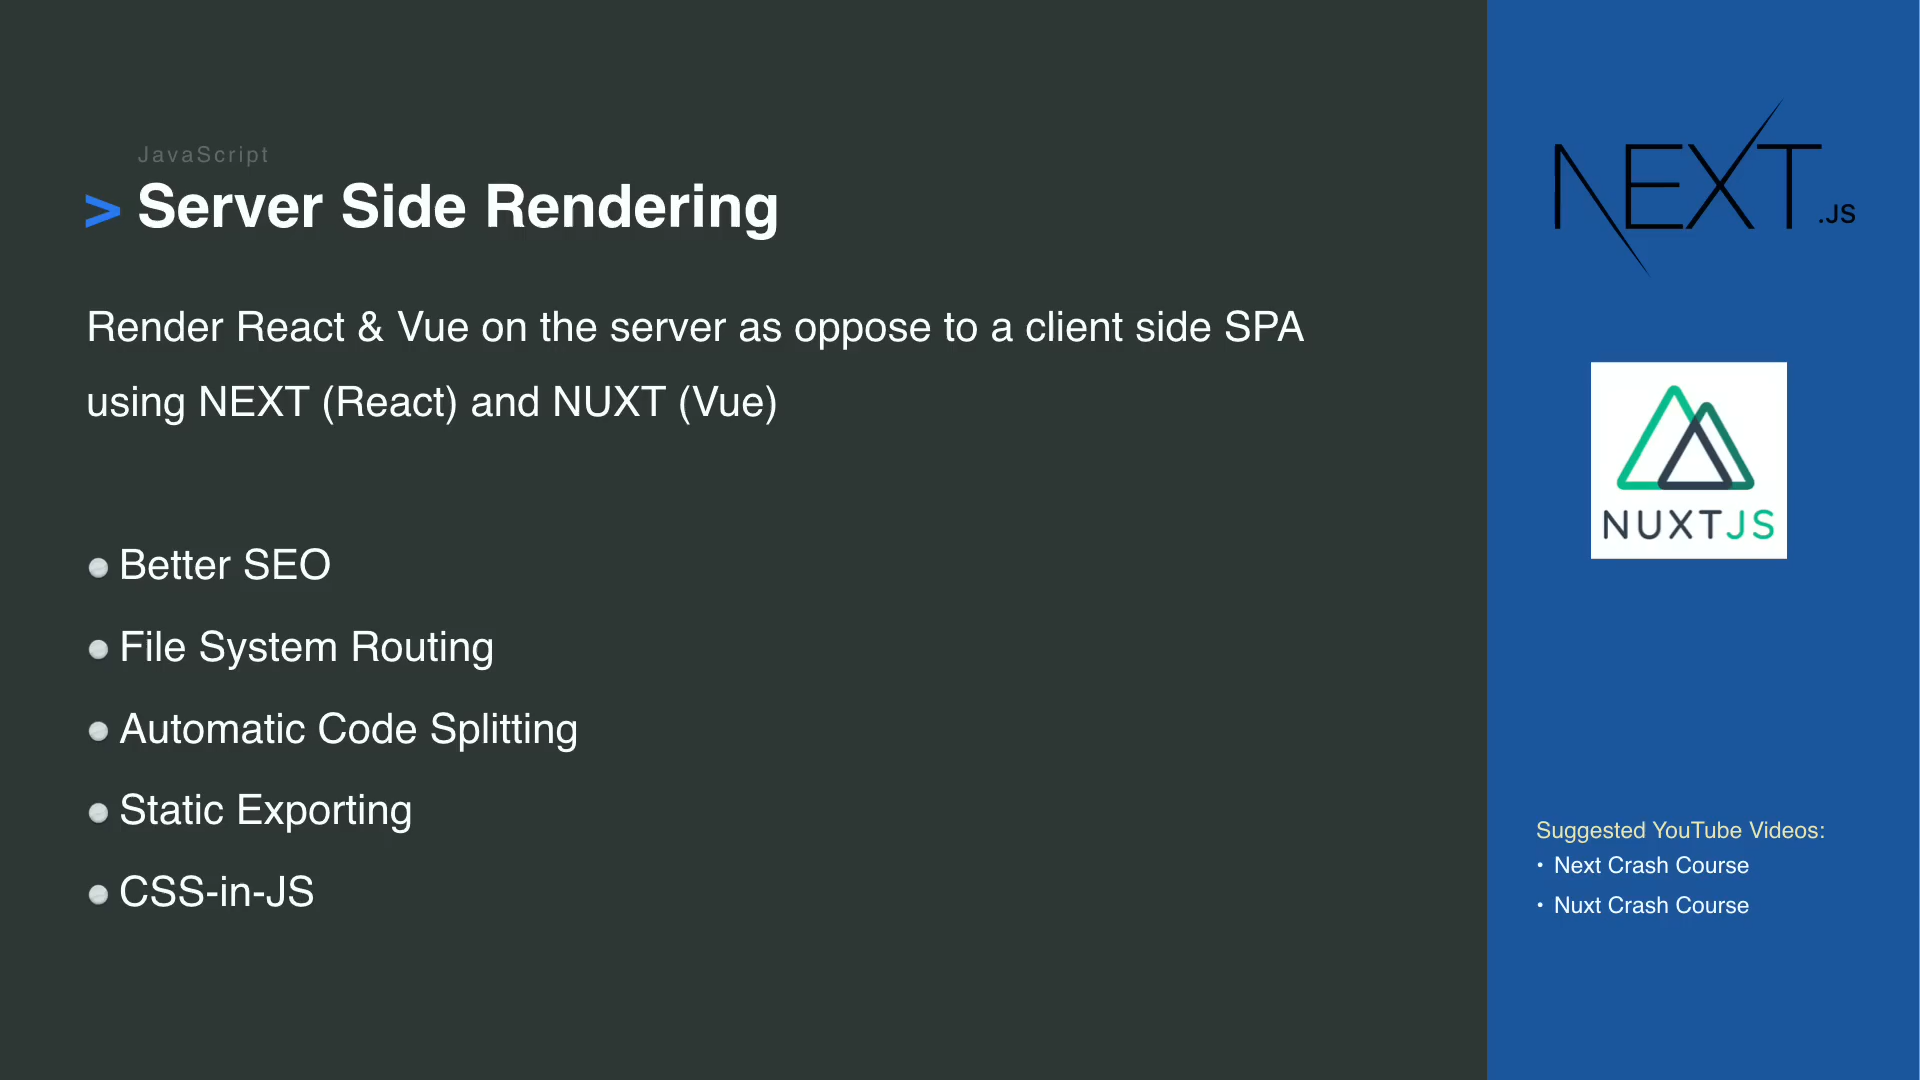 JavaScript
> Server Side Rendering
Render React & Vue on the server as oppose to a client side SPA
using NEXT (React) and NUXT (Vue)
Better SEO
File System Routing
Automatic Code Splitting
Static Exporting
CSS-in-JS
NEXT.JS
NUXTJS
Suggested YouTube Videos:
• Next Crash Course
• Nuxt Crash Course